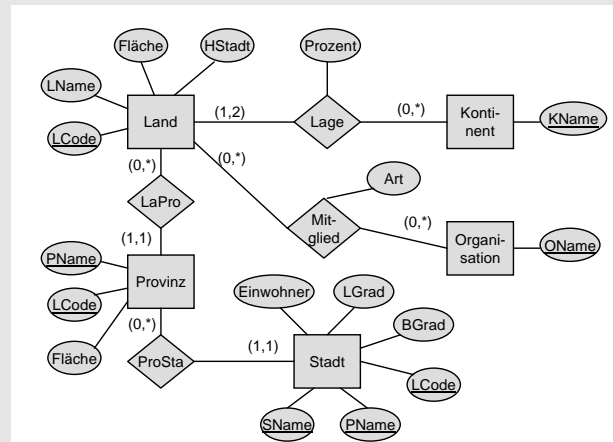 Fläche
HStadt
Prozent
LName
Land
(1,2)
Lage
(0,*)
Konti-
nent
KName
LCode
(0,*)
(0,*)
Art
LaPro
Mit-
glied
(0,*)
Organi-
sation
OName
(1,1)
PName
Provinz
LCode
Einwohner
LGrad
BGrad
(0,*)
Fläche
ProSta
(1,1)
Stadt
LCode
SName
PName